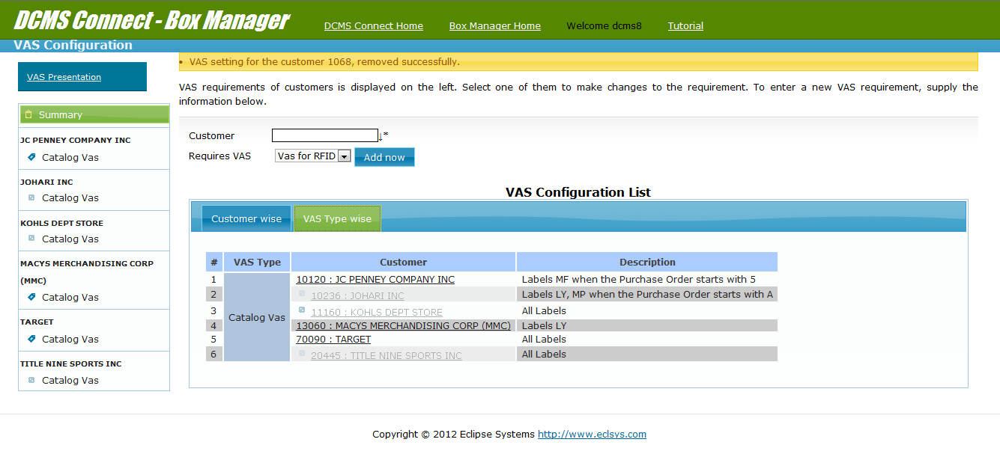 DCMS Connect - Box Manager
DCMS Connect Home Box Manager Home Welcome dcms8 Tutorial
VAS Configuration
VAS Presentation
Summary
JC PENNEY COMPANY INC
Catalog Vas
JOHARI INC
Catalog Vas
KOHLS DEPT STORE
Catalog Vas
MACYS MERCHANDISING CORP
(MMC)
Catalog Vas
TARGET
Catalog Vas
TITLE NINE SPORTS INC
Catalog Vas
• VAS setting for the customer 1068, removed successfully.
VAS requirements of customers is displayed on the left. Select one of them to make changes to the requirement. To enter a new VAS requirement, supply the
information below.
Customer ↓*
Requires VAS Vas for RFID Add now
VAS Configuration List
Customer wise VAS Type wise
# VAS Type Customer Description
1 10120 : JC PENNEY COMPANY INC Labels MF when the Purchase Order starts with 5
2 10236 : JOHARI INC Labels LY, MP when the Purchase Order starts with A
3 11160 : KOHLS DEPT STORE All Labels
Catalog Vas
4 13060 : MACYS MERCHANDISING CORP (MMC) Labels LY
5 70090 : TARGET All Labels
6 20445 : TITLE NINE SPORTS INC All Labels
Copyright © 2012 Eclipse Systems http://www.eclsys.com